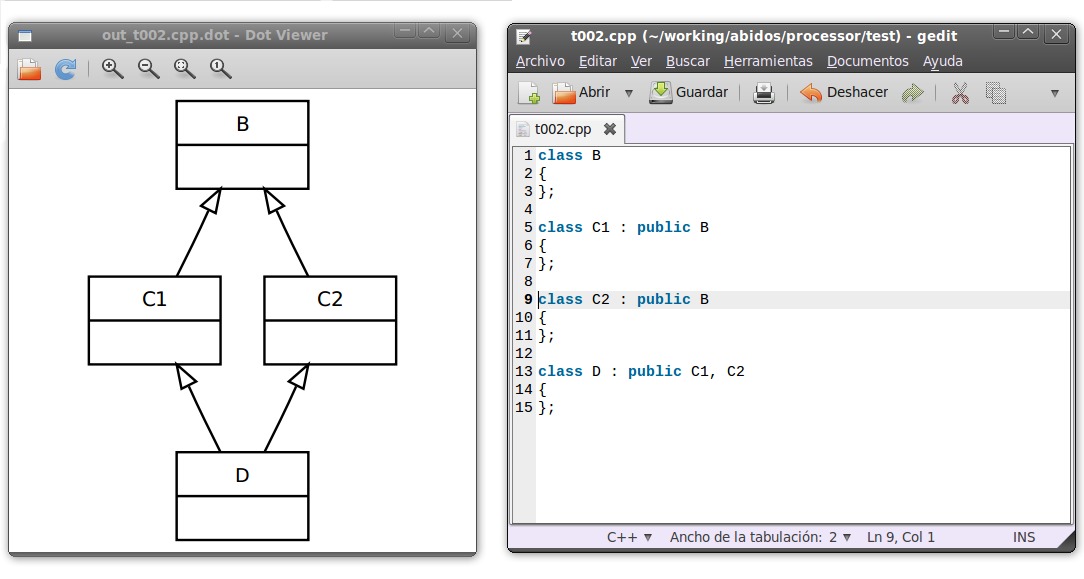 out_t002.cpp.dot - Dot Viewer
1
B
C1
C2
D
t002.cpp (~/working/abidos/processor/test) - gedit
Archivo Editar Ver Buscar Herramientas Documentos Ayuda
Abrir Guardar Deshacer
t002.cpp
1 class B
2 {
3 };
4
5 class C1 : public B
6 {
7 };
8
9 class C2 : public B
10 {
11 };
12
13 class D : public C1, C2
14 {
15 };
C++ Ancho de la tabulación: 2 Ln 9, Col 1 INS